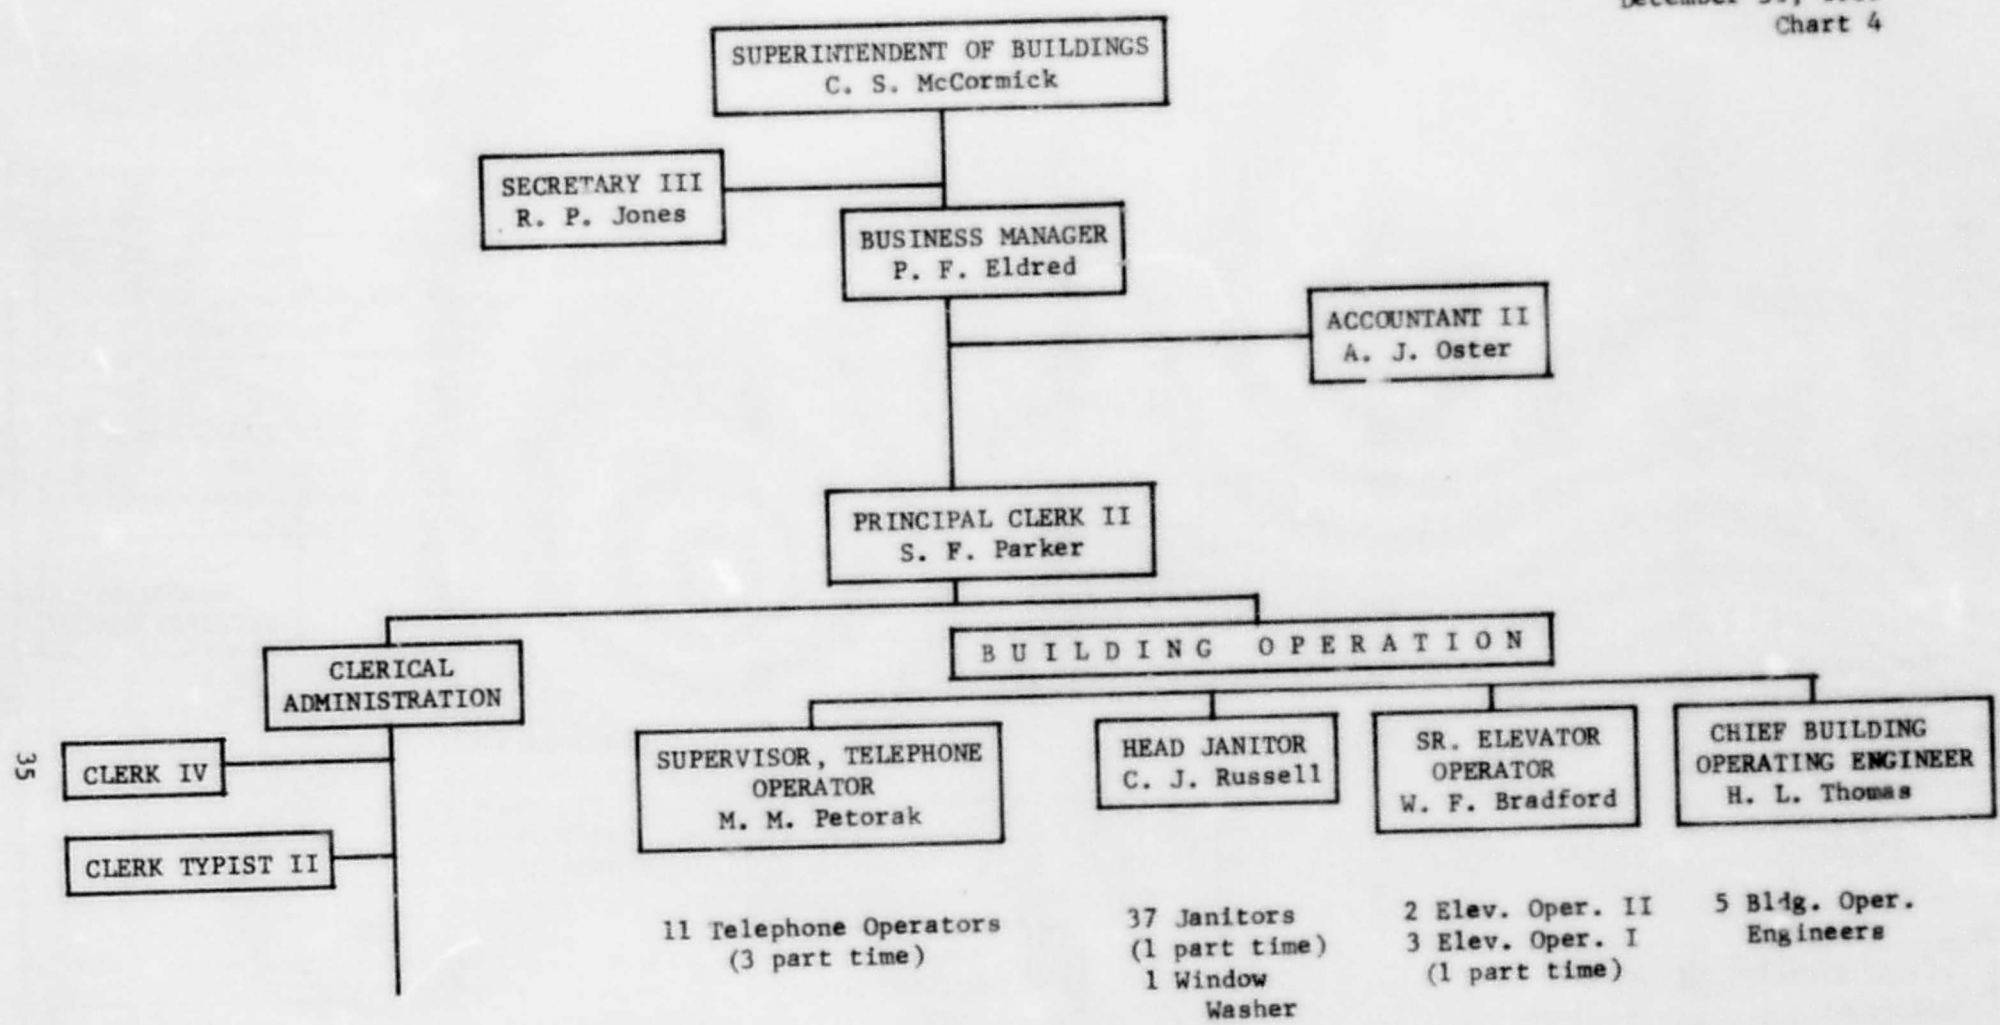 Chart 4
SUPERINTENDENT OF BUILDINGS
C. S. McCormick
SECRETARY III
R. P. Jones
BUSINESS MANAGER
P. F. Eldred
ACCOUNTANT II
A. J. Oster
PRINCIPAL CLERK II
S. F. Parker
CLERICAL
ADMINISTRATION
BUILDING OPERATION
CLERK IV
CLERK TYPIST II
SUPERVISOR, TELEPHONE
OPERATOR
M. M. Petorak
HEAD JANITOR
C. J. Russell
SR. ELEVATOR
OPERATOR
W. F. Bradford
CHIEF BUILDING
OPERATING ENGINEER
H. L. Thomas
11 Telephone Operators
(3 part time)
37 Janitors
(1 part time)
1 Window
Washer
2 Elev. Oper. II
3 Elev. Oper. I
(1 part time)
5 Bldg. Oper.
Engineers
35